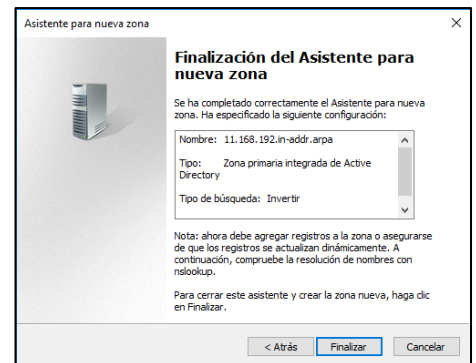 Asistente para nueva zona
Finalización del Asistente para
nueva zona
Se ha completado correctamente el Asistente para nueva
zona. Ha especificado la siguiente configuración:
Nombre: 11.168.192.in-addr.arpa
Tipo: Zona primaria integrada de Active
Directory
Tipo de búsqueda: Invertir
Nota: ahora debe agregar registros a la zona o asegurarse
de que los registros se actualizan dinámicamente. A
continuación, compruebe la resolución de nombres con
nslookup.
Para cerrar este asistente y crear la zona nueva, haga clic
en Finalizar.
< Atrás Finalizar Cancelar